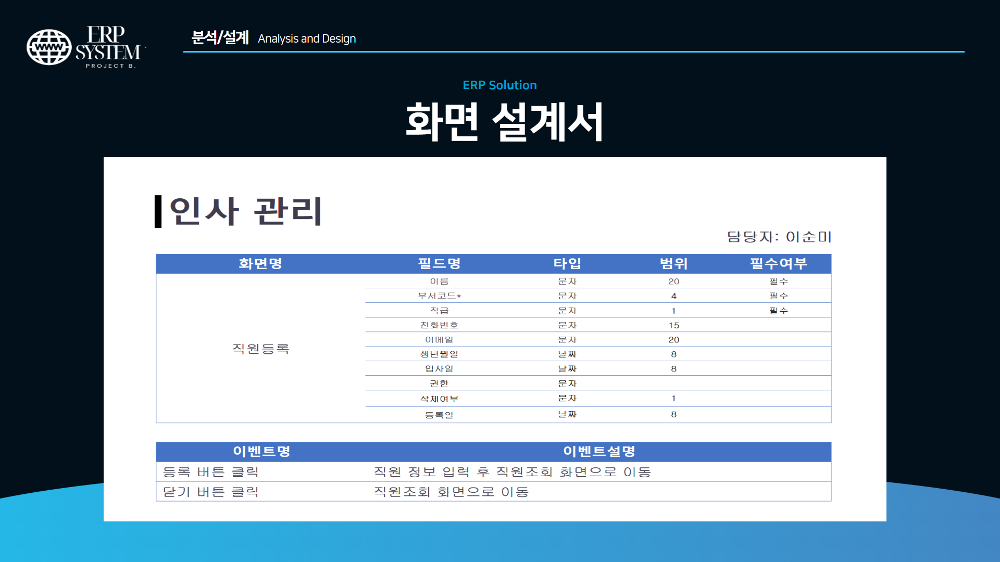 ERP
SYSTEM
PROJECT B.
WWW
분석/설계 Analysis and Design
ERP Solution
화면 설계서
인사 관리
담당자: 이순미
화면명 필드명 타입 범위 필수여부
직원등록
이름 문자 20 필수
부서코드* 문자 4 필수
직급 문자 1 필수
전화번호 문자 15
이메일 문자 20
생년월일 날짜 8
입사일 날짜 8
권한 문자
삭제여부 문자 1
등록일 날짜 8
이벤트명 이벤트설명
등록 버튼 클릭 직원 정보 입력 후 직원조회 화면으로 이동
닫기 버튼 클릭 직원조회 화면으로 이동